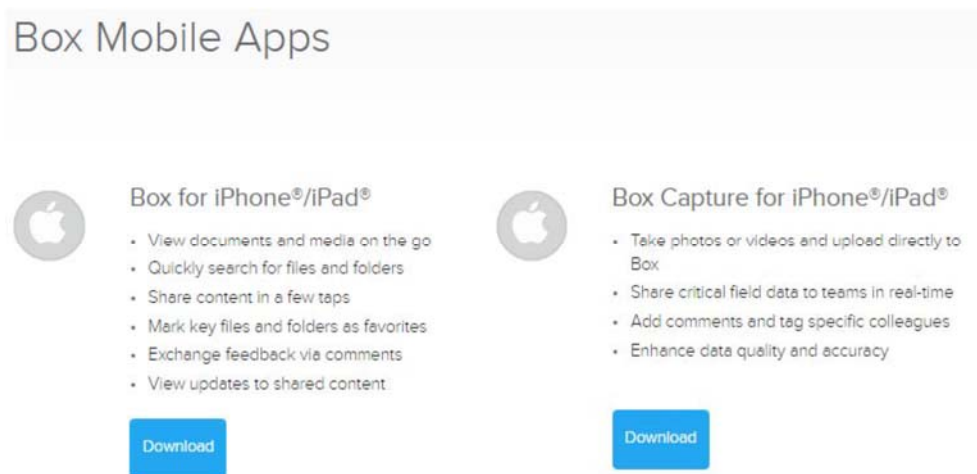 Box Mobile Apps
Box for iPhone®/iPad®
• View documents and media on the go
• Quickly search for files and folders
• Share content in a few taps
• Mark key files and folders as favorites
• Exchange feedback via comments
• View updates to shared content
Download
Box Capture for iPhone®/iPad®
• Take photos or videos and upload directly to
Box
• Share critical field data to teams in real-time
• Add comments and tag specific colleagues
• Enhance data quality and accuracy
Download